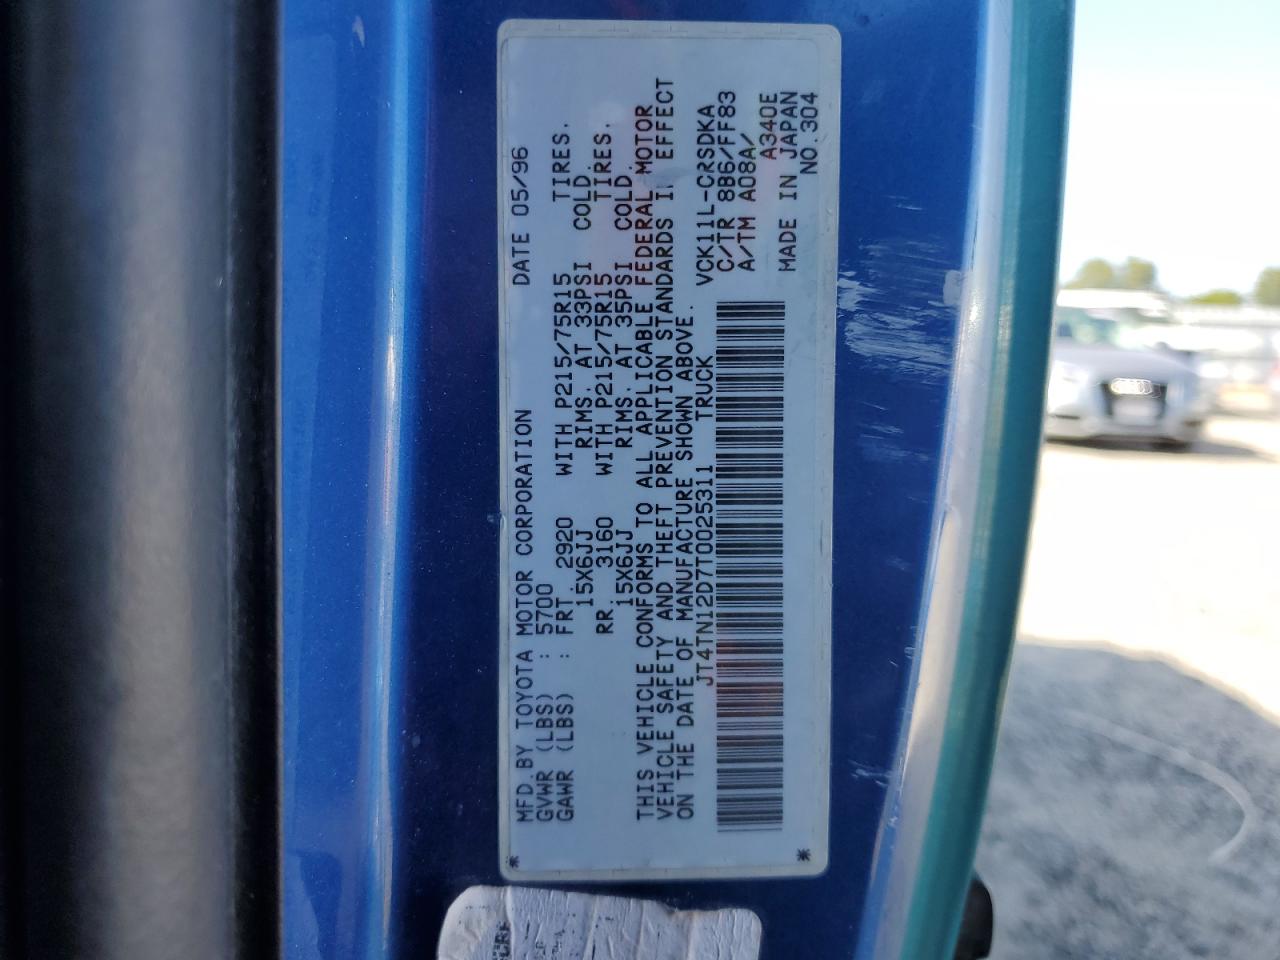 MFD.BY TOYOTA MOTOR CORPORATION DATE 05/96
GVWR (LBS) : 5700
GAWR (LBS) : FRT. 2920 WITH P215/75R15 TIRES.
15X6JJ RIMS. AT 33PSI COLD.
RR. 3160 WITH P215/75R15 TIRES.
15X6JJ RIMS. AT 35PSI COLD.
THIS VEHICLE CONFORMS TO ALL APPLICABLE FEDERAL MOTOR
VEHICLE SAFETY AND THEFT PREVENTION STANDARDS EFFECT
ON THE DATE OF MANUFACTURE SHOWN ABOVE.
JT4TN12D7T0025311 TRUCK
VCK11L-CRSDKA
C/TR 8B6/FF83
A/TM A08A/
A340E
MADE IN JAPAN
NO.304
* *